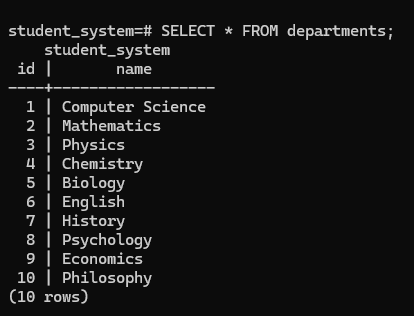 student_system=# SELECT * FROM departments;
    student_system
 id |       name
----+------------------
  1 | Computer Science
  2 | Mathematics
  3 | Physics
  4 | Chemistry
  5 | Biology
  6 | English
  7 | History
  8 | Psychology
  9 | Economics
 10 | Philosophy
(10 rows)